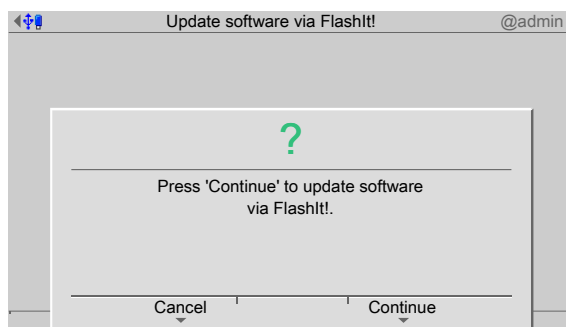 Update software via FlashIt! @admin
?
Press 'Continue' to update software
via FlashIt!.
Cancel Continue